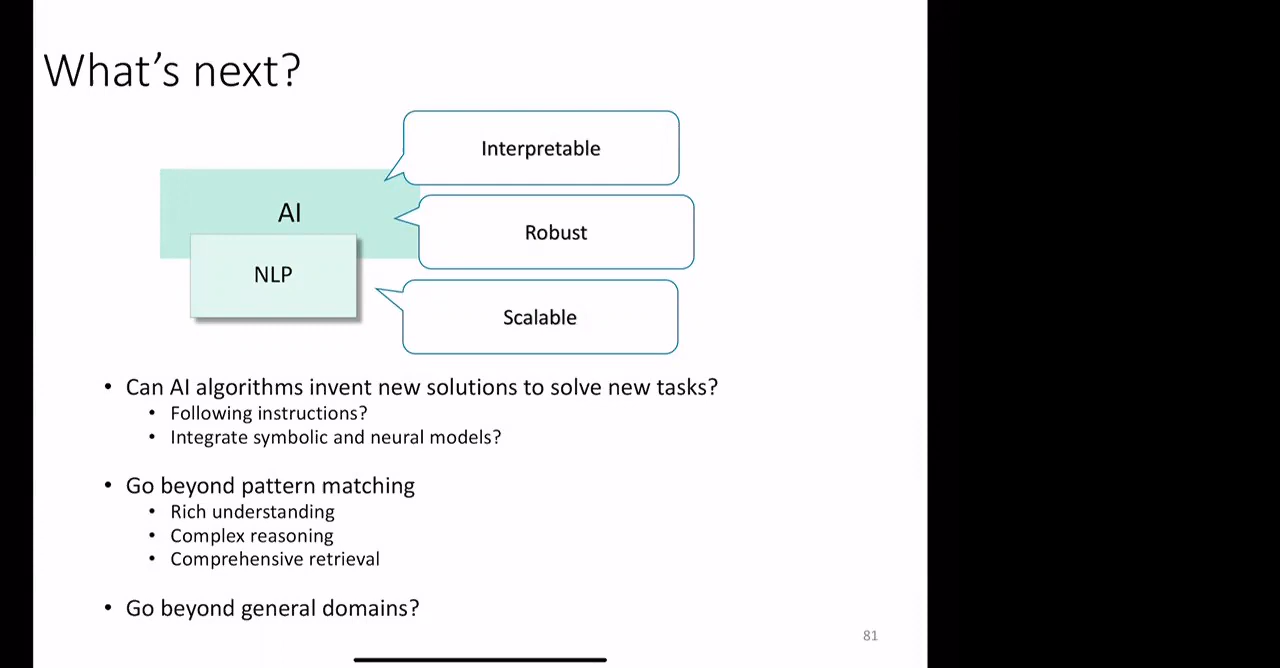 What's next?
Interpretable
AI
Robust
NLP
Scalable
• Can AI algorithms invent new solutions to solve new tasks?
• Following instructions?
• Integrate symbolic and neural models?
• Go beyond pattern matching
• Rich understanding
• Complex reasoning
• Comprehensive retrieval
• Go beyond general domains?
81